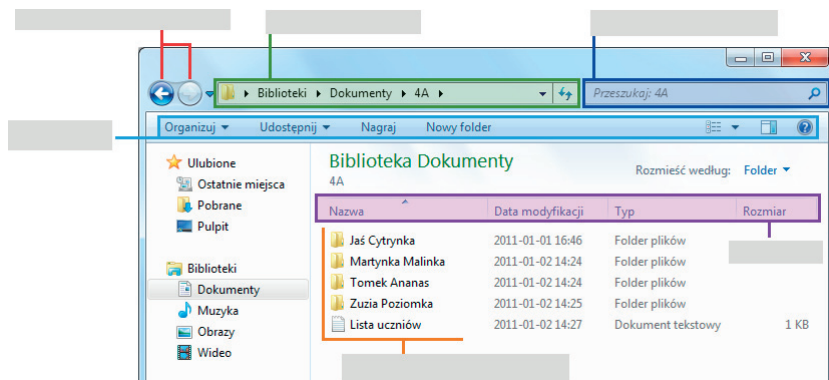 Biblioteki Dokumenty 4A
Przeszukaj: 4A
Organizuj Udostępnij Nagraj Nowy folder
Ulubione
Ostatnie miejsca
Pobrane
Pulpit
Biblioteki
Dokumenty
Muzyka
Obrazy
Wideo
Biblioteka Dokumenty
4A
Rozmieść według: Folder
Nazwa Data modyfikacji Typ Rozmiar
Jaś Cytrynka 2011-01-01 16:46 Folder plików
Martynka Malinka 2011-01-02 14:24 Folder plików
Tomek Ananas 2011-01-02 14:24 Folder plików
Zuzia Poziomka 2011-01-02 14:25 Folder plików
Lista uczniów 2011-01-02 14:27 Dokument tekstowy 1 KB